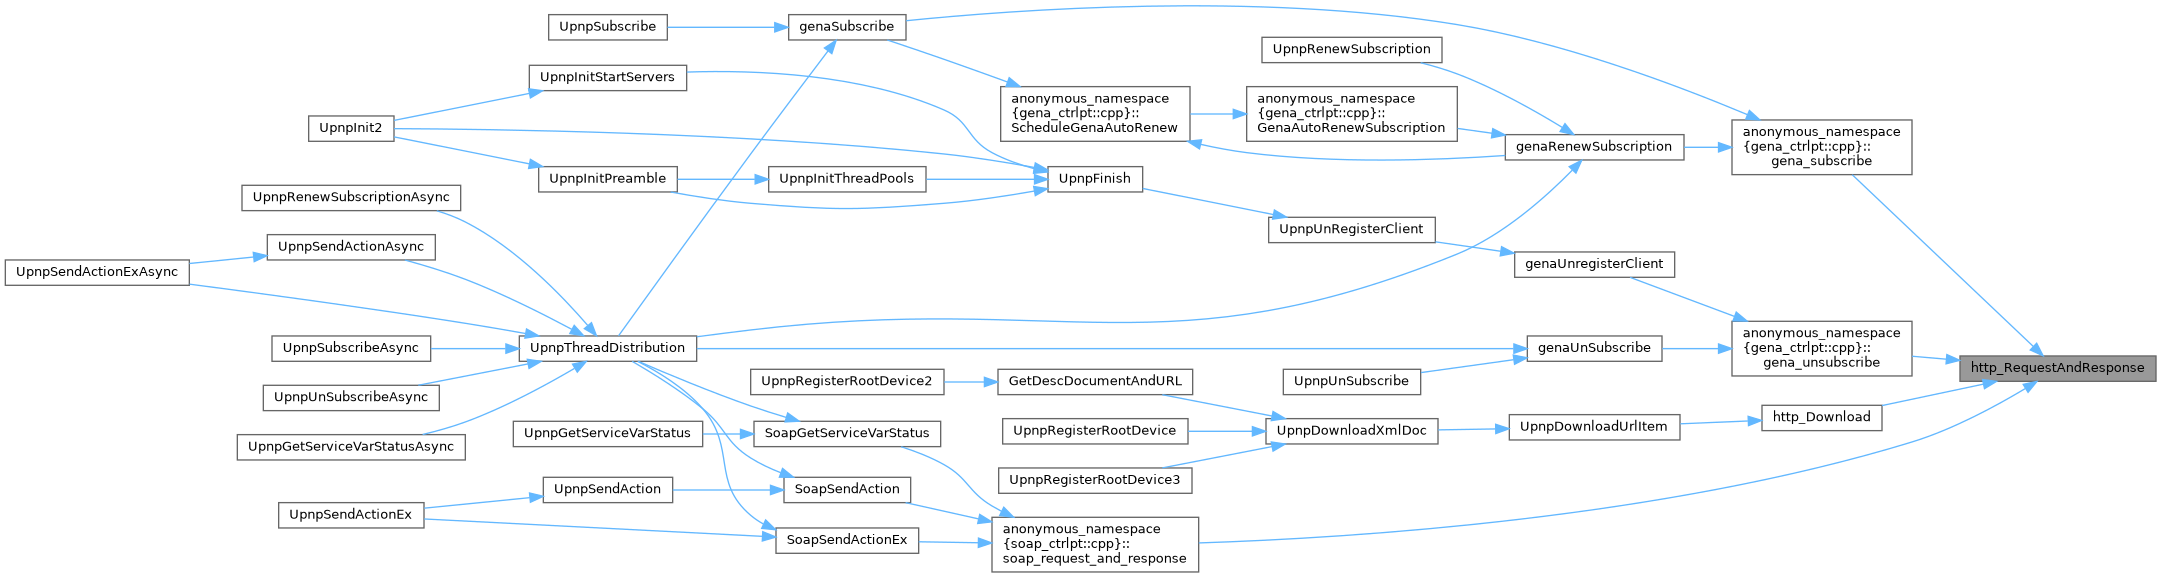 UpnpSubscribe
genaSubscribe
UpnpRenewSubscription
UpnpInitStartServers
anonymous_namespace
{gena_ctrlpt::cpp}::
ScheduleGenaAutoRenew
anonymous_namespace
{gena_ctrlpt::cpp}::
GenaAutoRenewSubscription
UpnpInit2
genaRenewSubscription
anonymous_namespace
{gena_ctrlpt::cpp}::
gena_subscribe
UpnpInitPreamble
UpnpInitThreadPools
UpnpFinish
UpnpRenewSubscriptionAsync
UpnpUnRegisterClient
UpnpSendActionAsync
genaUnregisterClient
UpnpSendActionExAsync
UpnpSubscribeAsync
UpnpThreadDistribution
genaUnSubscribe
anonymous_namespace
{gena_ctrlpt::cpp}::
gena_unsubscribe
http_RequestAndResponse
UpnpUnSubscribeAsync
UpnpRegisterRootDevice2
GetDescDocumentAndURL
UpnpUnSubscribe
http_Download
UpnpGetServiceVarStatusAsync
UpnpGetServiceVarStatus
SoapGetServiceVarStatus
UpnpRegisterRootDevice
UpnpDownloadXmlDoc
UpnpDownloadUrlItem
UpnpRegisterRootDevice3
UpnpSendAction
SoapSendAction
UpnpSendActionEx
SoapSendActionEx
anonymous_namespace
{soap_ctrlpt::cpp}::
soap_request_and_response